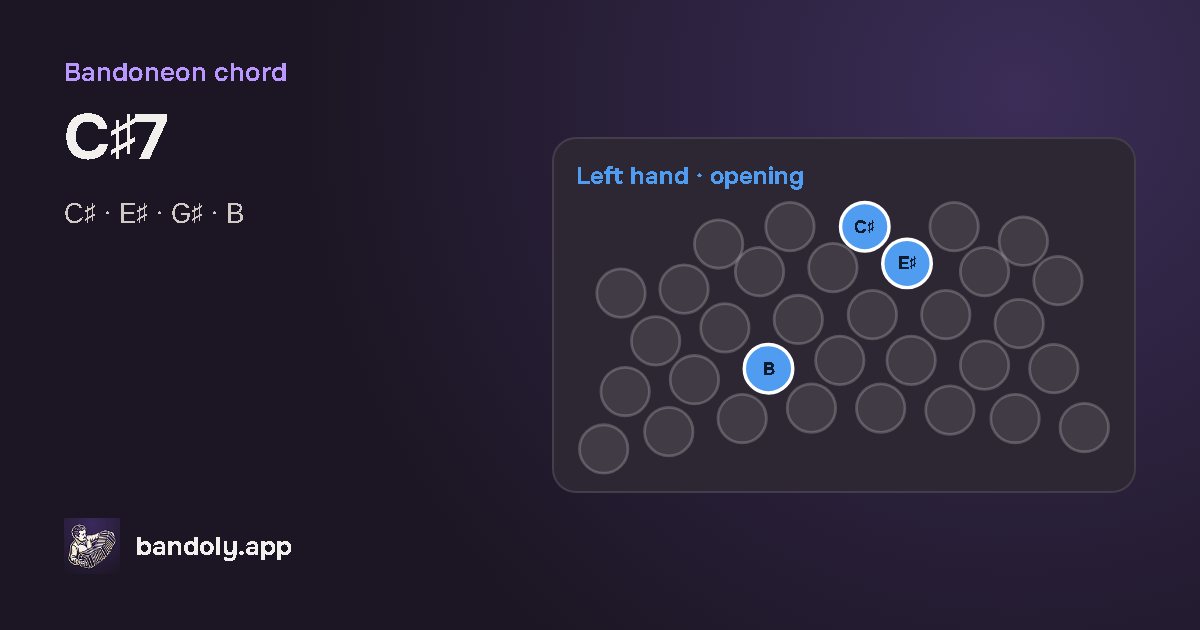 Bandoneon chord
C♯7
C♯ · E♯ · G♯ · B
Left hand · opening
C♯
E♯
B
bandoly.app